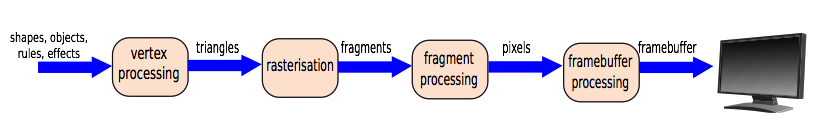 shapes, objects,
rules, effects
vertex
processing
triangles
rasterisation
fragments
fragment
processing
pixels
framebuffer
processing
framebuffer